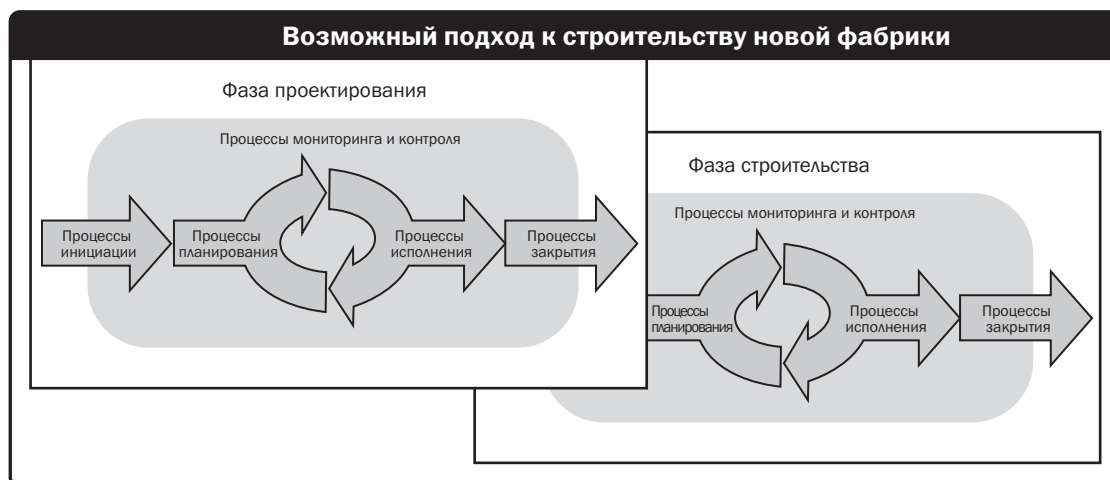 Возможный подход к строительству новой фабрики
Фаза проектирования
Процессы мониторинга и контроля
Процессы
инициации
Процессы
планирования
Процессы
исполнения
Процессы
закрытия
Фаза строительства
Процессы мониторинга и контроля
Процессы
планирования
Процессы
исполнения
Процессы
закрытия